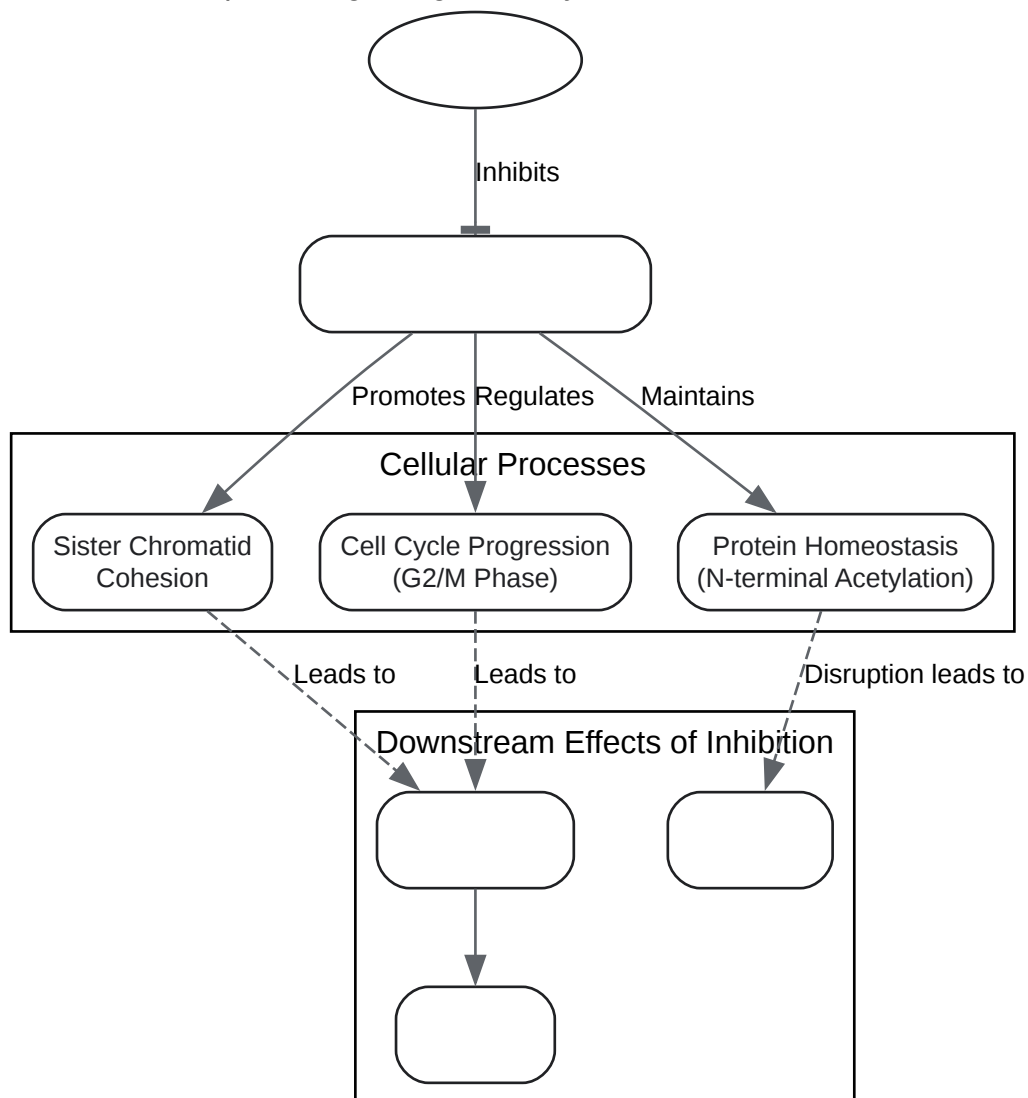 Inhibits
Promotes
Regulates
Maintains
Cellular Processes
Sister Chromatid
Cohesion
Cell Cycle Progression
(G2/M Phase)
Protein Homeostasis
(N-terminal Acetylation)
Leads to
Leads to
Disruption leads to
Downstream Effects of Inhibition